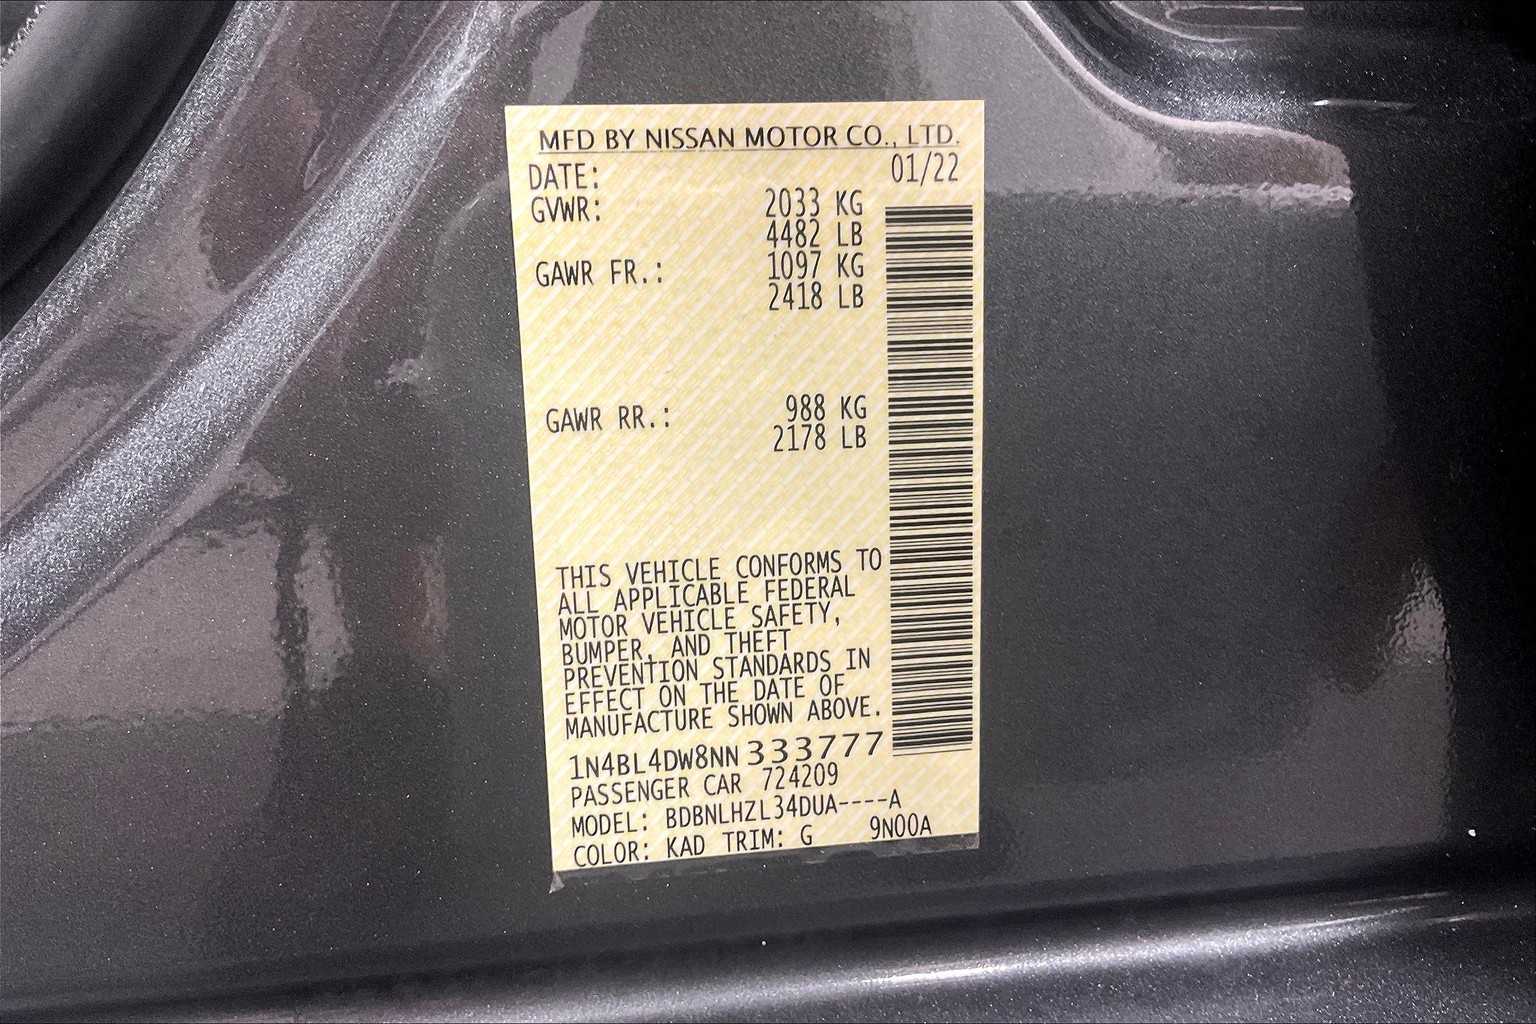 MFD BY NISSAN MOTOR CO., LTD.
DATE: 01/22
GVWR: 2033 KG
4482 LB
GAWR FR.: 1097 KG
2418 LB
GAWR RR.: 988 KG
2178 LB
THIS VEHICLE CONFORMS TO
ALL APPLICABLE FEDERAL
MOTOR VEHICLE SAFETY,
BUMPER, AND THEFT
PREVENTION STANDARDS IN
EFFECT ON THE DATE OF
MANUFACTURE SHOWN ABOVE.
1N4BL4DW8NN333777
PASSENGER CAR 724209
MODEL: BDBNLHZL34DUA----A
COLOR: KAD TRIM: G 9N00A